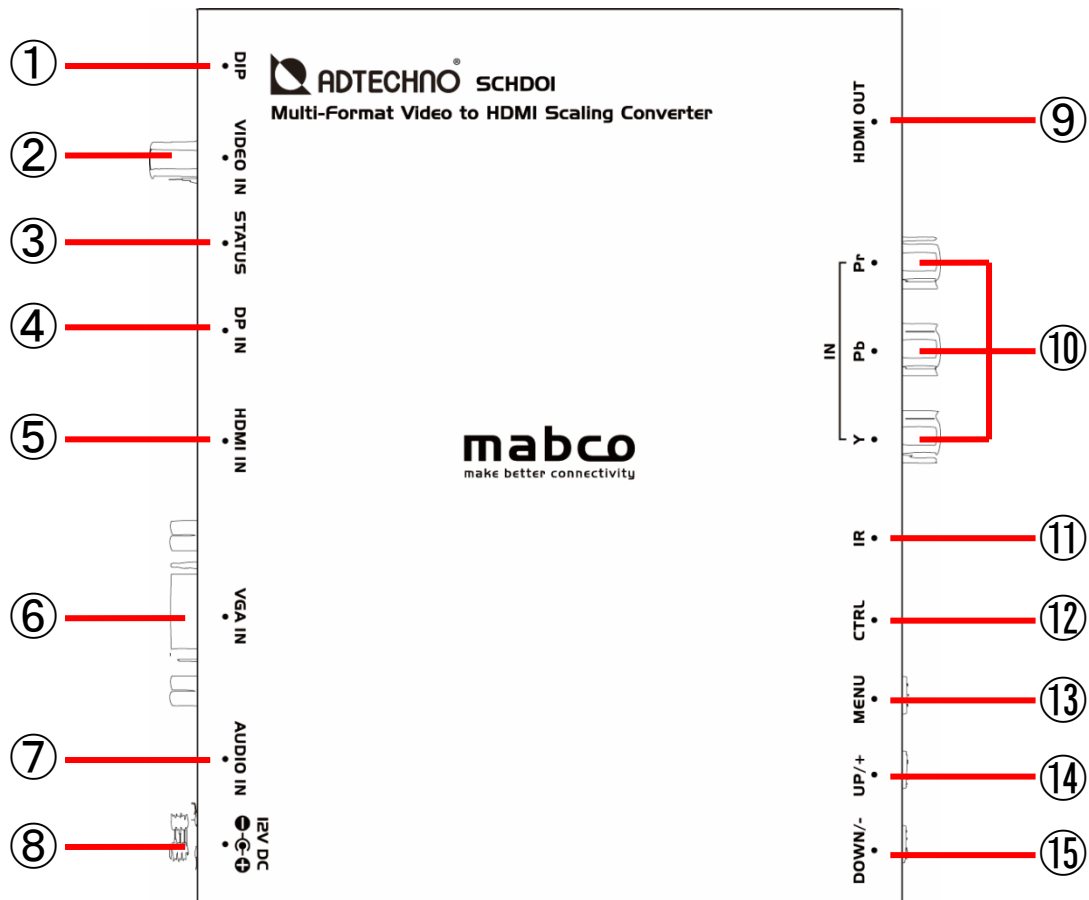 ①
DIP
②
VIDEO IN
③
STATUS
④
DP IN
⑤
HDMI IN
⑥
VGA IN
⑦
AUDIO IN
⑧
12V DC
ADTECHNO® SCHD01
Multi-Format Video to HDMI Scaling Converter
mabco
make better connectivity
HDMI OUT
⑨
IN
Pr
Pb
Y
⑩
IR
⑪
CTRL
⑫
MENU
⑬
UP/+
⑭
DOWN/-
⑮